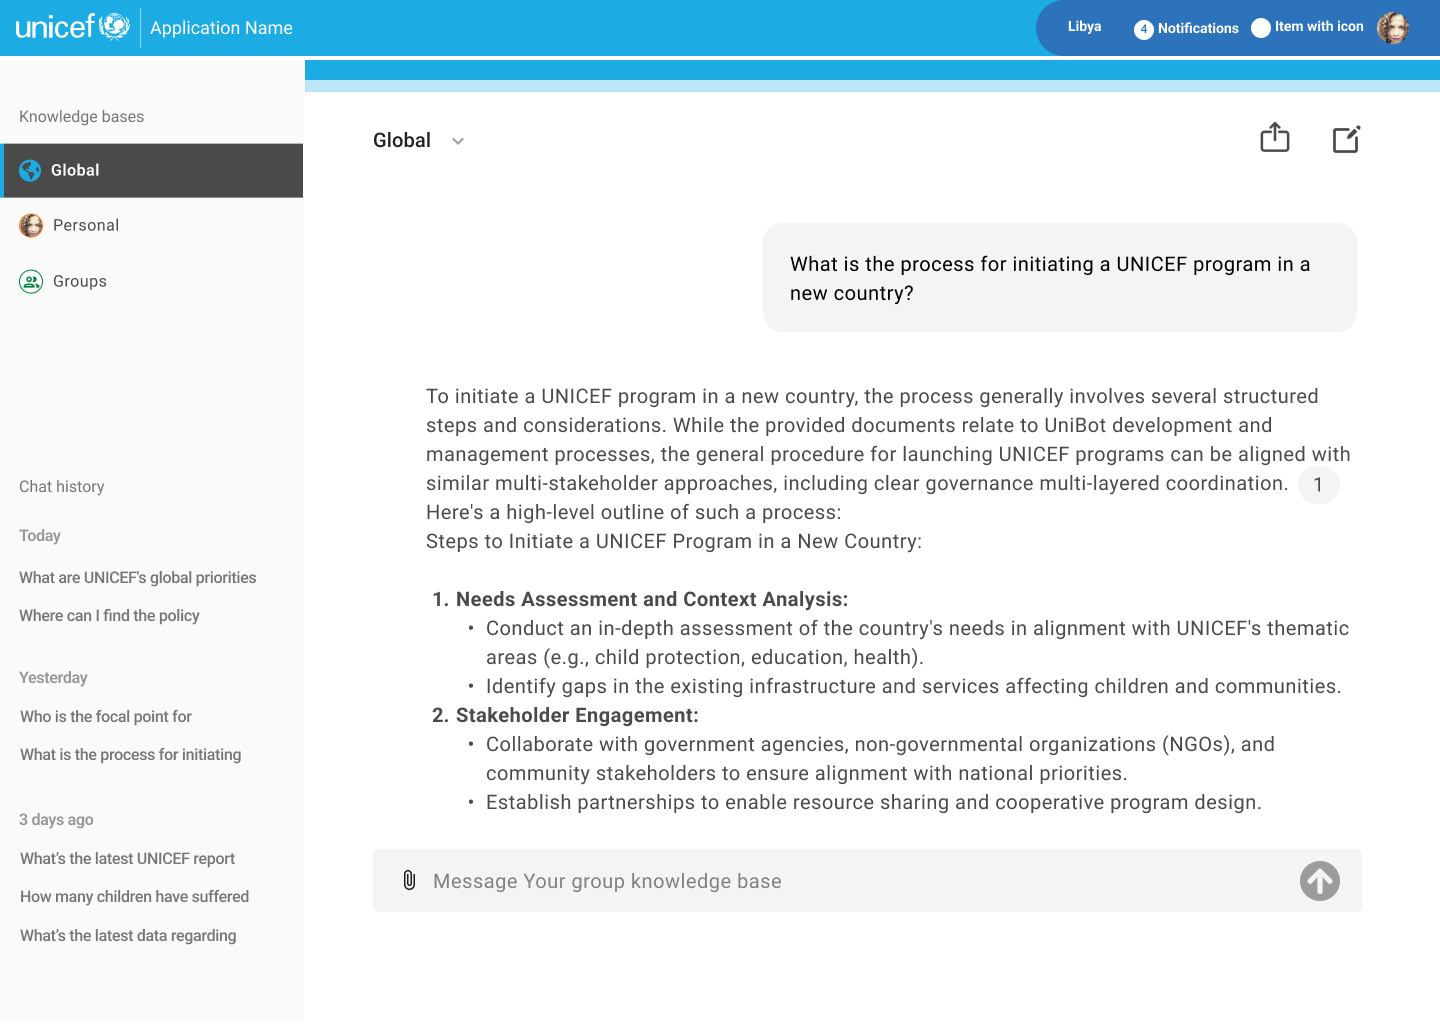 unicef
Application Name
Libya
4 Notifications
Item with icon
Knowledge bases
Global
Personal
Groups
Chat history
Today
What are UNICEF's global priorities
Where can I find the policy
Yesterday
Who is the focal point for
What is the process for initiating
3 days ago
What's the latest UNICEF report
How many children have suffered
What's the latest data regarding
Global
What is the process for initiating a UNICEF program in a
new country?
To initiate a UNICEF program in a new country, the process generally involves several structured
steps and considerations. While the provided documents relate to UniBot development and
management processes, the general procedure for launching UNICEF programs can be aligned with
similar multi-stakeholder approaches, including clear governance multi-layered coordination. 1
Here's a high-level outline of such a process:
Steps to Initiate a UNICEF Program in a New Country:
1. Needs Assessment and Context Analysis:
• Conduct an in-depth assessment of the country's needs in alignment with UNICEF's thematic
areas (e.g., child protection, education, health).
• Identify gaps in the existing infrastructure and services affecting children and communities.
2. Stakeholder Engagement:
• Collaborate with government agencies, non-governmental organizations (NGOs), and
community stakeholders to ensure alignment with national priorities.
• Establish partnerships to enable resource sharing and cooperative program design.
Message Your group knowledge base